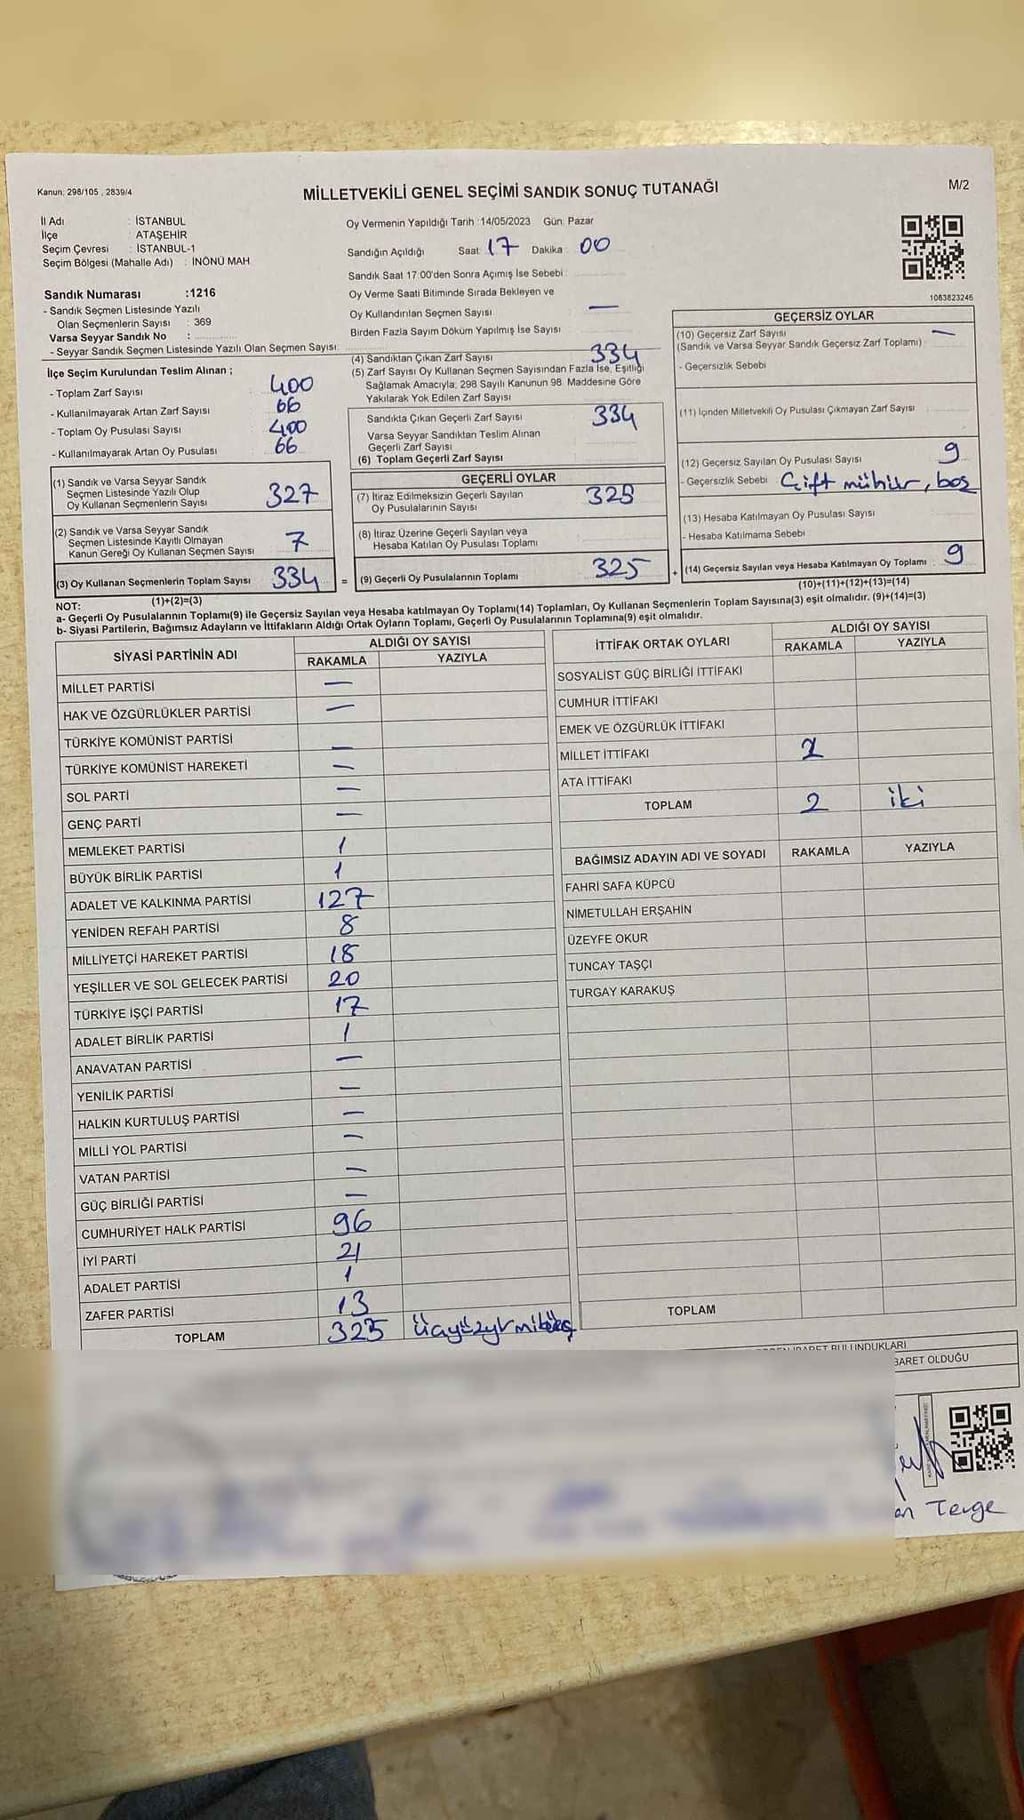 Kanun: 298/105 , 2839/4
MİLLETVEKİLİ GENEL SEÇİMİ SANDIK SONUÇ TUTANAĞI
M/2
İl Adı : İSTANBUL
İlçe : ATAŞEHİR
Seçim Çevresi : İSTANBUL-1
Seçim Bölgesi (Mahalle Adı) : İNÖNÜ MAH
Sandık Numarası :1216
- Sandık Seçmen Listesinde Yazılı
Olan Seçmenlerin Sayısı : 369
Varsa Seyyar Sandık No :
- Seyyar Sandık Seçmen Listesinde Yazılı Olan Seçmen Sayısı
Oy Vermenin Yapıldığı Tarih :14/05/2023 Gün: Pazar
Sandığın Açıldığı Saat: 17 Dakika 00
Sandık Saat 17:00'den Sonra Açımış İse Sebebi :
Oy Verme Saati Bitiminde Sırada Bekleyen ve
Oy Kullandırılan Seçmen Sayısı —
Birden Fazla Sayım Döküm Yapılmış İse Sayısı
1083823246
İlçe Seçim Kurulundan Teslim Alınan ;
- Toplam Zarf Sayısı 400
- Kullanılmayarak Artan Zarf Sayısı 66
- Toplam Oy Pusulası Sayısı 400
- Kullanılmayarak Artan Oy Pusulası 66
(4) Sandıktan Çıkan Zarf Sayısı 334
(5) Zarf Sayısı Oy Kullanan Seçmen Sayısından Fazla İse, Eşitliği
Sağlamak Amacıyla; 298 Sayılı Kanunun 98. Maddesine Göre
Yakılarak Yok Edilen Zarf Sayısı
Sandıkta Çıkan Geçerli Zarf Sayısı 334
Varsa Seyyar Sandıktan Teslim Alınan
Geçerli Zarf Sayısı
(6) Toplam Geçerli Zarf Sayısı
GEÇERSİZ OYLAR
(10) Geçersiz Zarf Sayısı —
(Sandık ve Varsa Seyyar Sandık Geçersiz Zarf Toplamı)
- Geçersizlik Sebebi
(11) İçinden Milletvekili Oy Pusulası Çıkmayan Zarf Sayısı
(12) Geçersiz Sayılan Oy Pusulası Sayısı 9
- Geçersizlik Sebebi Çift mühür, boş
(13) Hesaba Katılmayan Oy Pusulası Sayısı
- Hesaba Katılmama Sebebi
(14) Geçersiz Sayılan veya Hesaba Katılmayan Oy Toplamı 9
(10)+(11)+(12)+(13)=(14)
(1) Sandık ve Varsa Seyyar Sandık
Seçmen Listesinde Yazılı Olup
Oy Kullanan Seçmenlerin Sayısı 327
(2) Sandık ve Varsa Seyyar Sandık
Seçmen Listesinde Kayıtlı Olmayan
Kanun Gereği Oy Kullanan Seçmen Sayısı 7
(3) Oy Kullanan Seçmenlerin Toplam Sayısı 334 =
(1)+(2)=(3)
GEÇERLİ OYLAR
(7) İtiraz Edilmeksizin Geçerli Sayılan
Oy Pusulalarının Sayısı 325
(8) İtiraz Üzerine Geçerli Sayılan veya
Hesaba Katılan Oy Pusulası Toplamı
(9) Geçerli Oy Pusulalarının Toplamı 325 +
NOT:
a- Geçerli Oy Pusulalarının Toplamı(9) ile Geçersiz Sayılan veya Hesaba katılmayan Oy Toplamı(14) Toplamları, Oy Kullanan Seçmenlerin Toplam Sayısına(3) eşit olmalıdır. (9)+(14)=(3)
b- Siyasi Partilerin, Bağımsız Adayların ve İttifakların Aldığı Ortak Oyların Toplamı, Geçerli Oy Pusulalarının Toplamına(9) eşit olmalıdır.
SİYASİ PARTİNİN ADI ALDIĞI OY SAYISI
RAKAMLA YAZIYLA
MİLLET PARTİSİ —
HAK VE ÖZGÜRLÜKLER PARTİSİ —
TÜRKİYE KOMÜNİST PARTİSİ —
TÜRKİYE KOMÜNİST HAREKETİ —
SOL PARTİ —
GENÇ PARTİ —
MEMLEKET PARTİSİ 1
BÜYÜK BİRLİK PARTİSİ 1
ADALET VE KALKINMA PARTİSİ 127
YENİDEN REFAH PARTİSİ 8
MİLLİYETÇİ HAREKET PARTİSİ 18
YEŞİLLER VE SOL GELECEK PARTİSİ 20
TÜRKİYE İŞÇİ PARTİSİ 17
ADALET BİRLİK PARTİSİ 1
ANAVATAN PARTİSİ —
YENİLİK PARTİSİ —
HALKIN KURTULUŞ PARTİSİ —
MİLLİ YOL PARTİSİ —
VATAN PARTİSİ —
GÜÇ BİRLİĞİ PARTİSİ —
CUMHURİYET HALK PARTİSİ 96
İYİ PARTİ 21
ADALET PARTİSİ 1
ZAFER PARTİSİ 13
TOPLAM 325
İTTİFAK ORTAK OYLARI ALDIĞI OY SAYISI
RAKAMLA YAZIYLA
SOSYALİST GÜÇ BİRLİĞİ İTTİFAKI
CUMHUR İTTİFAKI
EMEK VE ÖZGÜRLÜK İTTİFAKI
MİLLET İTTİFAKI 2
ATA İTTİFAKI
TOPLAM 2 iki
BAĞIMSIZ ADAYIN ADI VE SOYADI RAKAMLA YAZIYLA
FAHRİ SAFA KÜPCÜ
NİMETULLAH ERŞAHİN
ÜZEYFE OKUR
TUNCAY TAŞÇI
TURGAY KARAKUŞ
TOPLAM
BULUNDUKLARI
BARET OLDUĞU